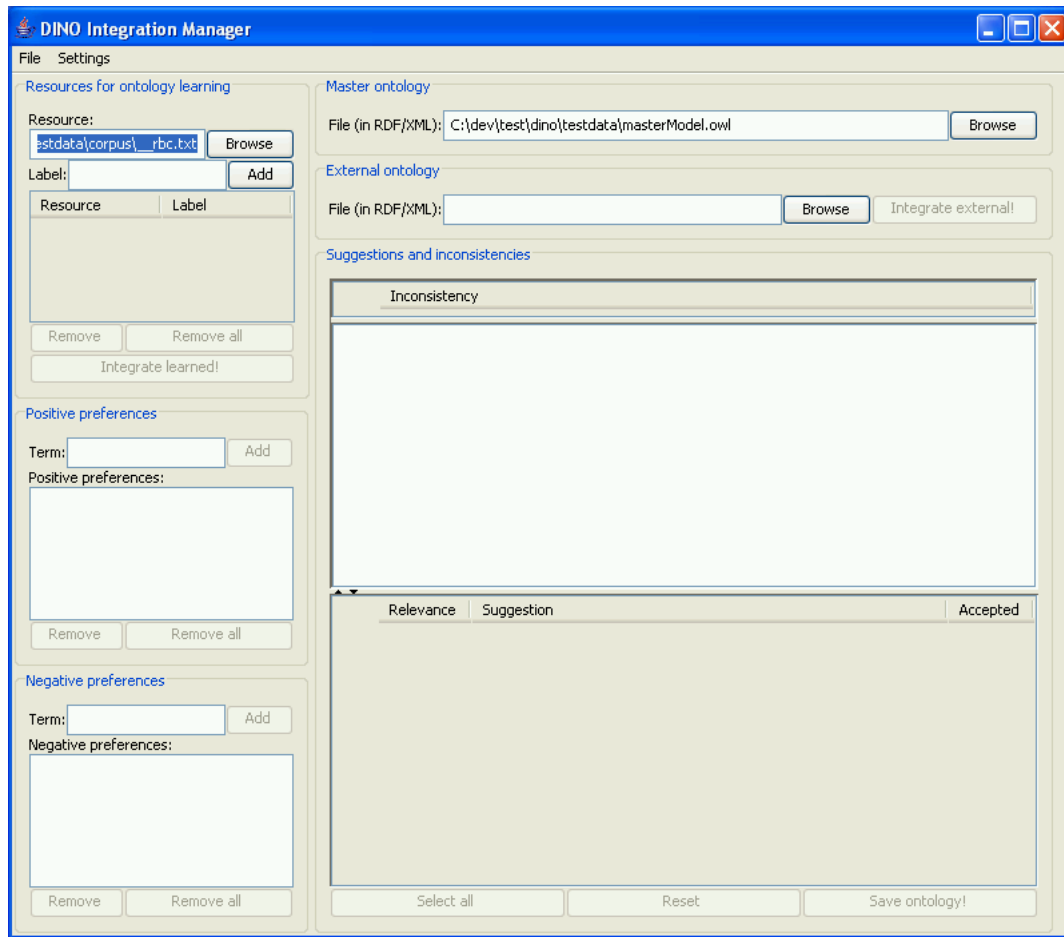 DINO Integration Manager
File Settings
Resources for ontology learning
Resource:
estdata\corpus\__rbc.txt Browse
Label: Add
Resource Label
Remove Remove all
Integrate learned!
Positive preferences
Term: Add
Positive preferences:
Remove Remove all
Negative preferences
Term: Add
Negative preferences:
Remove Remove all
Master ontology
File (in RDF/XML): C:\dev\test\dino\testdata\masterModel.owl Browse
External ontology
File (in RDF/XML): Browse Integrate external!
Suggestions and inconsistencies
Inconsistency
Relevance Suggestion Accepted
Select all Reset Save ontology!